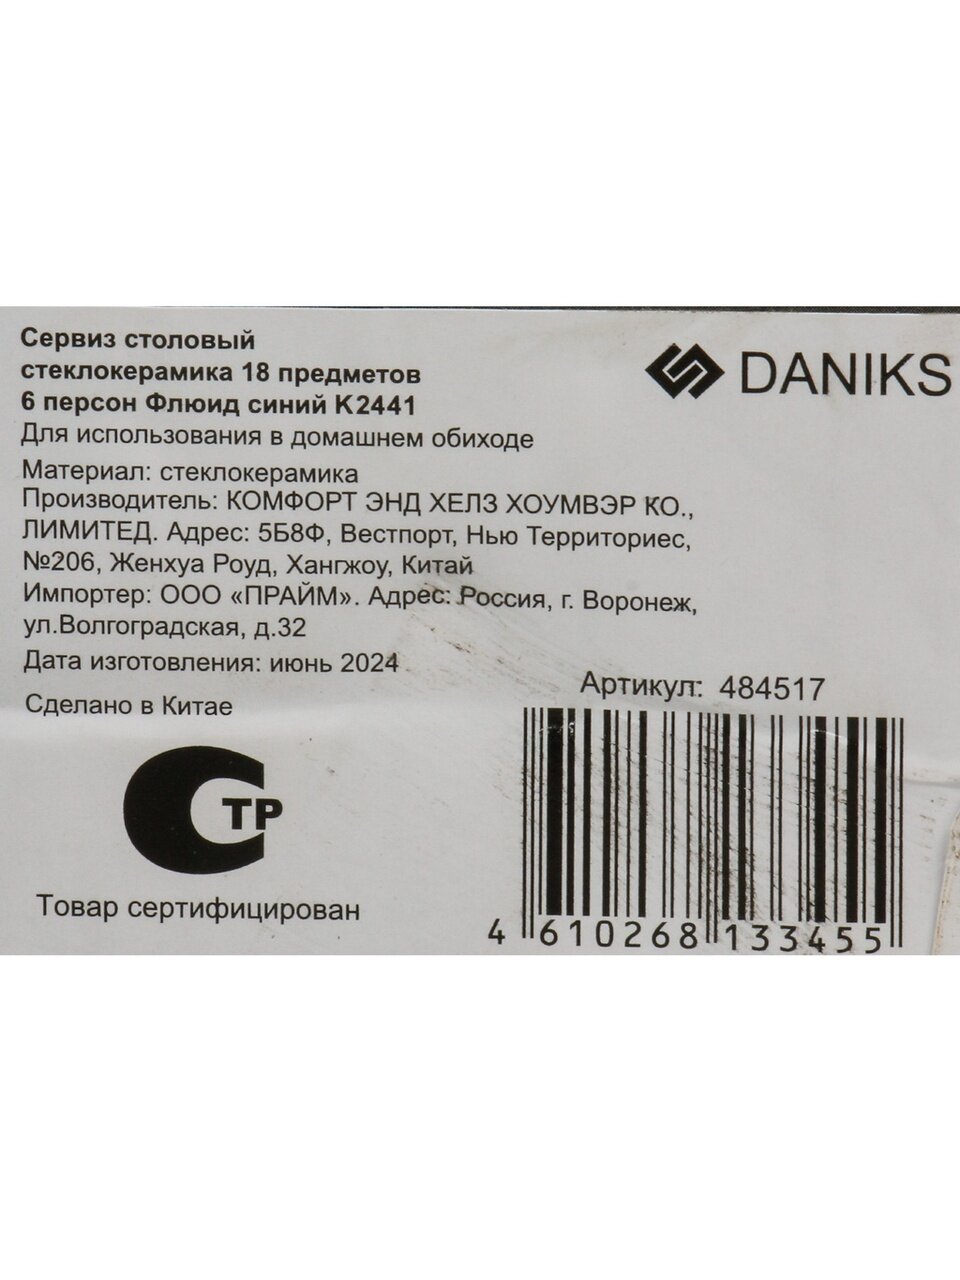 Сервиз столовый
стеклокерамика 18 предметов
6 персон Флюид синий К2441
DANIKS
Для использования в домашнем обиходе
Материал: стеклокерамика
Производитель: КОМФОРТ ЭНД ХЕЛЗ ХОУМВЭР КО.,
ЛИМИТЕД. Адрес: 5Б8Ф, Вестпорт, Нью Территориес,
№206, Женхуа Роуд, Хангжоу, Китай
Импортер: ООО «ПРАЙМ». Адрес: Россия, г. Воронеж,
ул.Волгоградская, д.32
Дата изготовления: июнь 2024
Сделано в Китае
Артикул: 484517
СТР
Товар сертифицирован
4 610268 133455